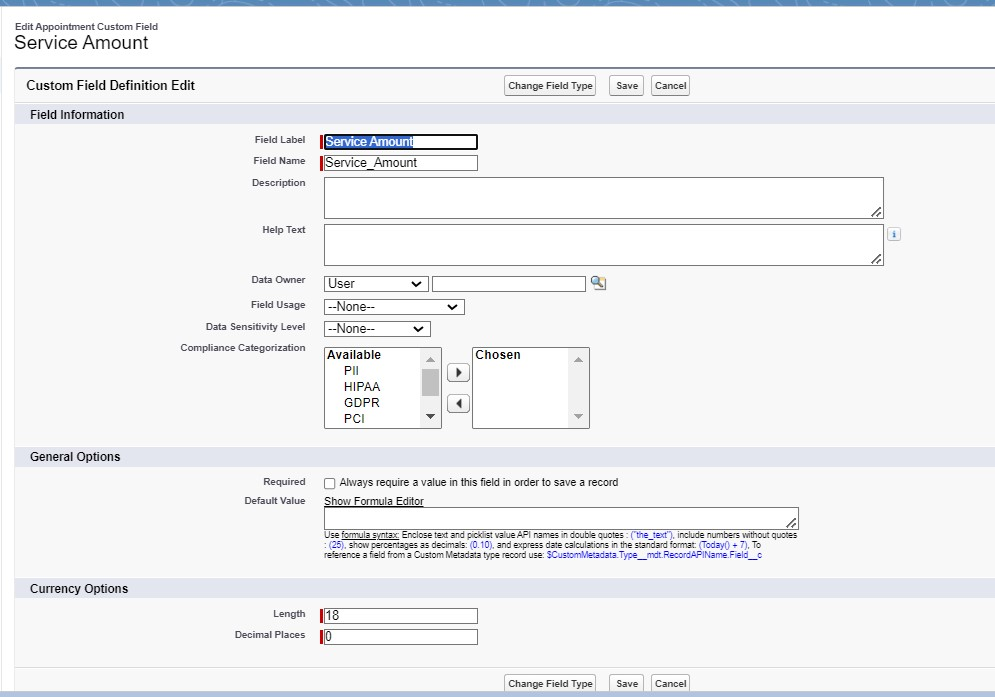 Edit Appointment Custom Field
Service Amount
Custom Field Definition Edit
Change Field Type
Save
Cancel
Field Information
Field Label
Service Amount
Field Name
Service_Amount
Description
Help Text
i
Data Owner
User
Field Usage
--None--
Data Sensitivity Level
--None--
Compliance Categorization
Available
PII
HIPAA
GDPR
PCI
Chosen
General Options
Required
Always require a value in this field in order to save a record
Default Value
Show Formula Editor
Use formula syntax: Enclose text and picklist value API names in double quotes : ("the_text"), include numbers without quotes
: (25), show percentages as decimals: (0.10), and express date calculations in the standard format: (Today() + 7), To
reference a field from a Custom Metadata type record use: $CustomMetadata.Type__mdt.RecordAPIName.Field__c
Currency Options
Length
18
Decimal Places
0
Change Field Type
Save
Cancel